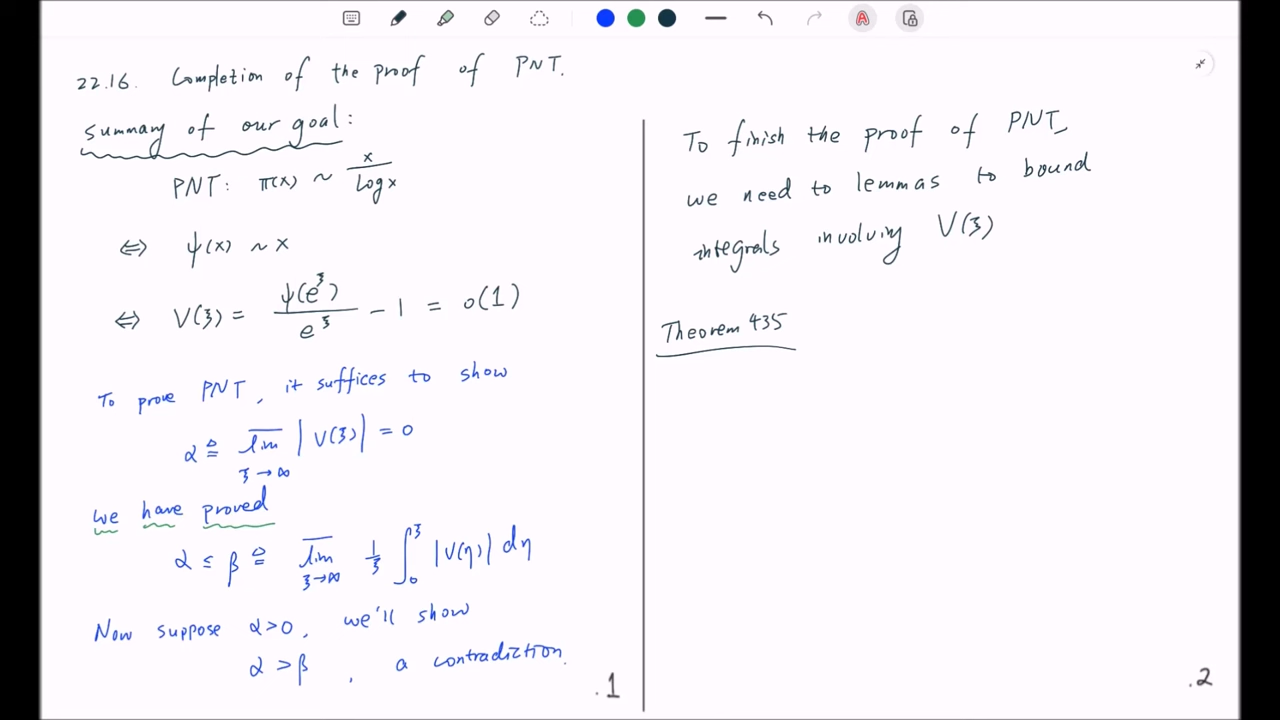 22.16. Completion of the proof of PNT.
summary of our goal:
PNT: π(x) ~ x / log x
⇔ ψ(x) ~ x
⇔ V(ξ) = ψ(e^ξ) / e^ξ - 1 = o(1)
To prove PNT, it suffices to show
α ≜ \overline{lim}_{ξ→∞} |V(ξ)| = 0
we have proved
α ≤ β ≜ \overline{lim}_{ξ→∞} 1/ξ ∫_0^ξ |V(η)| dη
Now suppose α>0, we'll show
α > β, a contradiction.
.1
To finish the proof of PNT,
we need to lemmas to bound
integrals involving V(ξ)
Theorem 435
.2
A